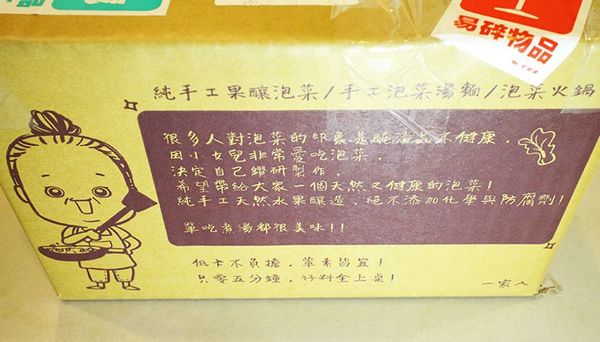 易碎物品
純手工果釀泡菜/手工泡菜湯麵/泡菜火鍋
很多人對泡菜的印象是醃漬品不健康.
因小女兒非常愛吃泡菜.
決定自己鑽研製作.
希望帶給大家一個天然又健康的泡菜!
純手工天然水果釀造.絕不添加化學與防腐劑!
單吃煮湯都很美味!!
低卡不負擔.葷素皆宜!
只零五分鐘.好料全上桌!
一家人